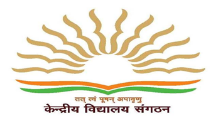 तत् त्वं पूषन् अपावृणु
केन्द्रीय विद्यालय संगठन